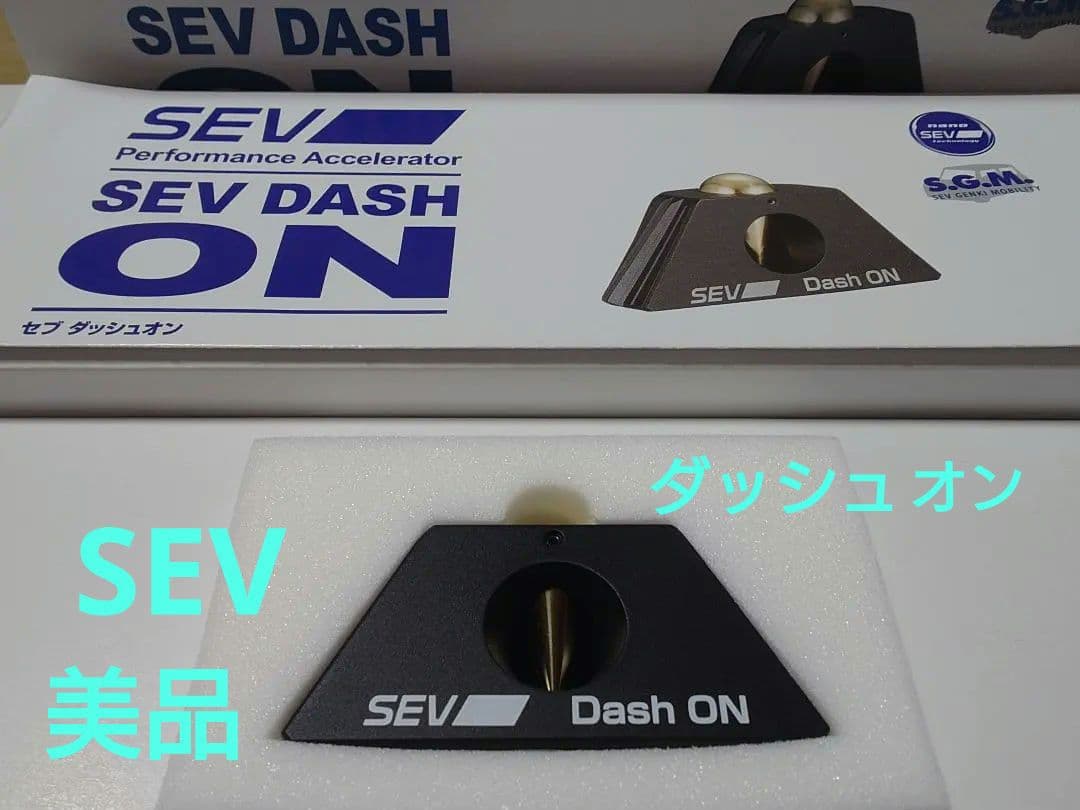 SEV DASH
ON
S.G.M.
SEV
Performance Accelerator
SEV DASH
ON
セブ ダッシュオン
nano
SEV
technology
S.G.M.
SEV GENKI MOBILITY
SEV Dash ON
ダッシュオン
SEV
美品
SEV Dash ON